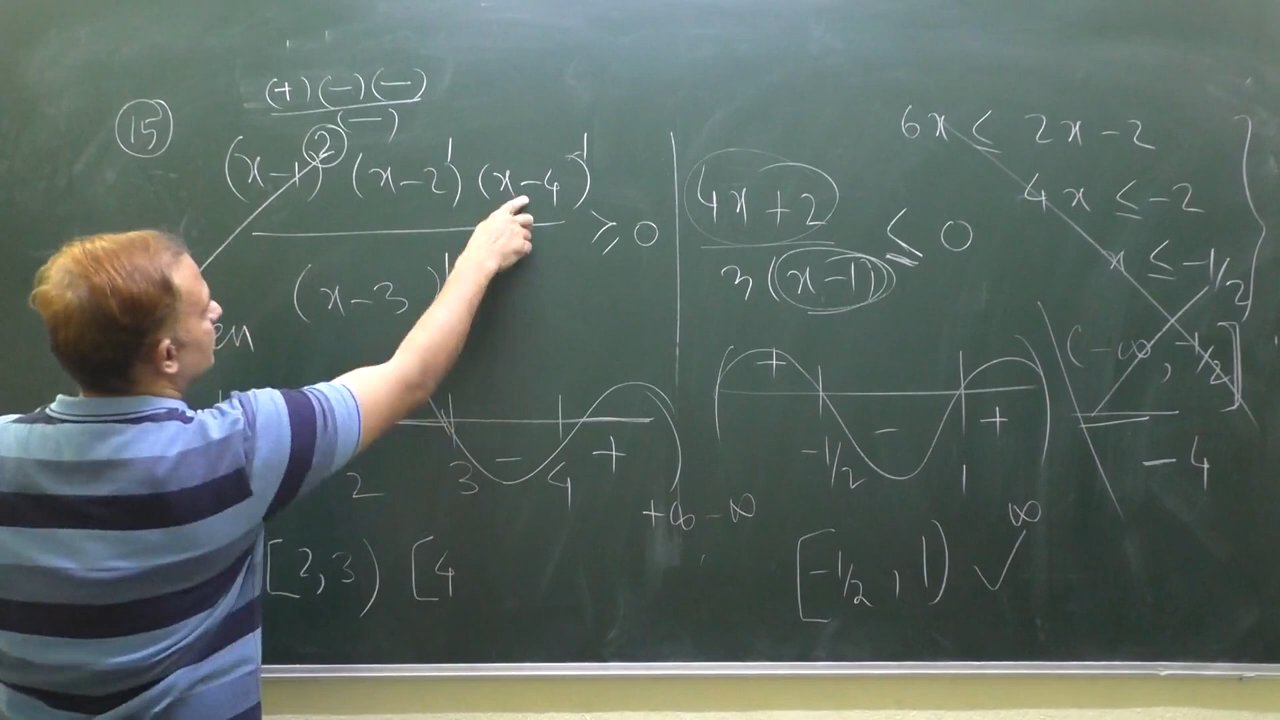 (+)(−)(−)
(−)
15
(x−1)² (x−2)¹ (x−4)¹
≥ 0
(x−3)¹
en
3 − 4 +
2
+∞
[2,3) [4
4x+2
≤ 0
3(x−1)
+ − +
−1/2 1
−∞ ∞
[−1/2, 1) ✓
6x ≤ 2x−2
4x ≤ −2
x ≤ −1/2
(−∞, −1/2]
−4